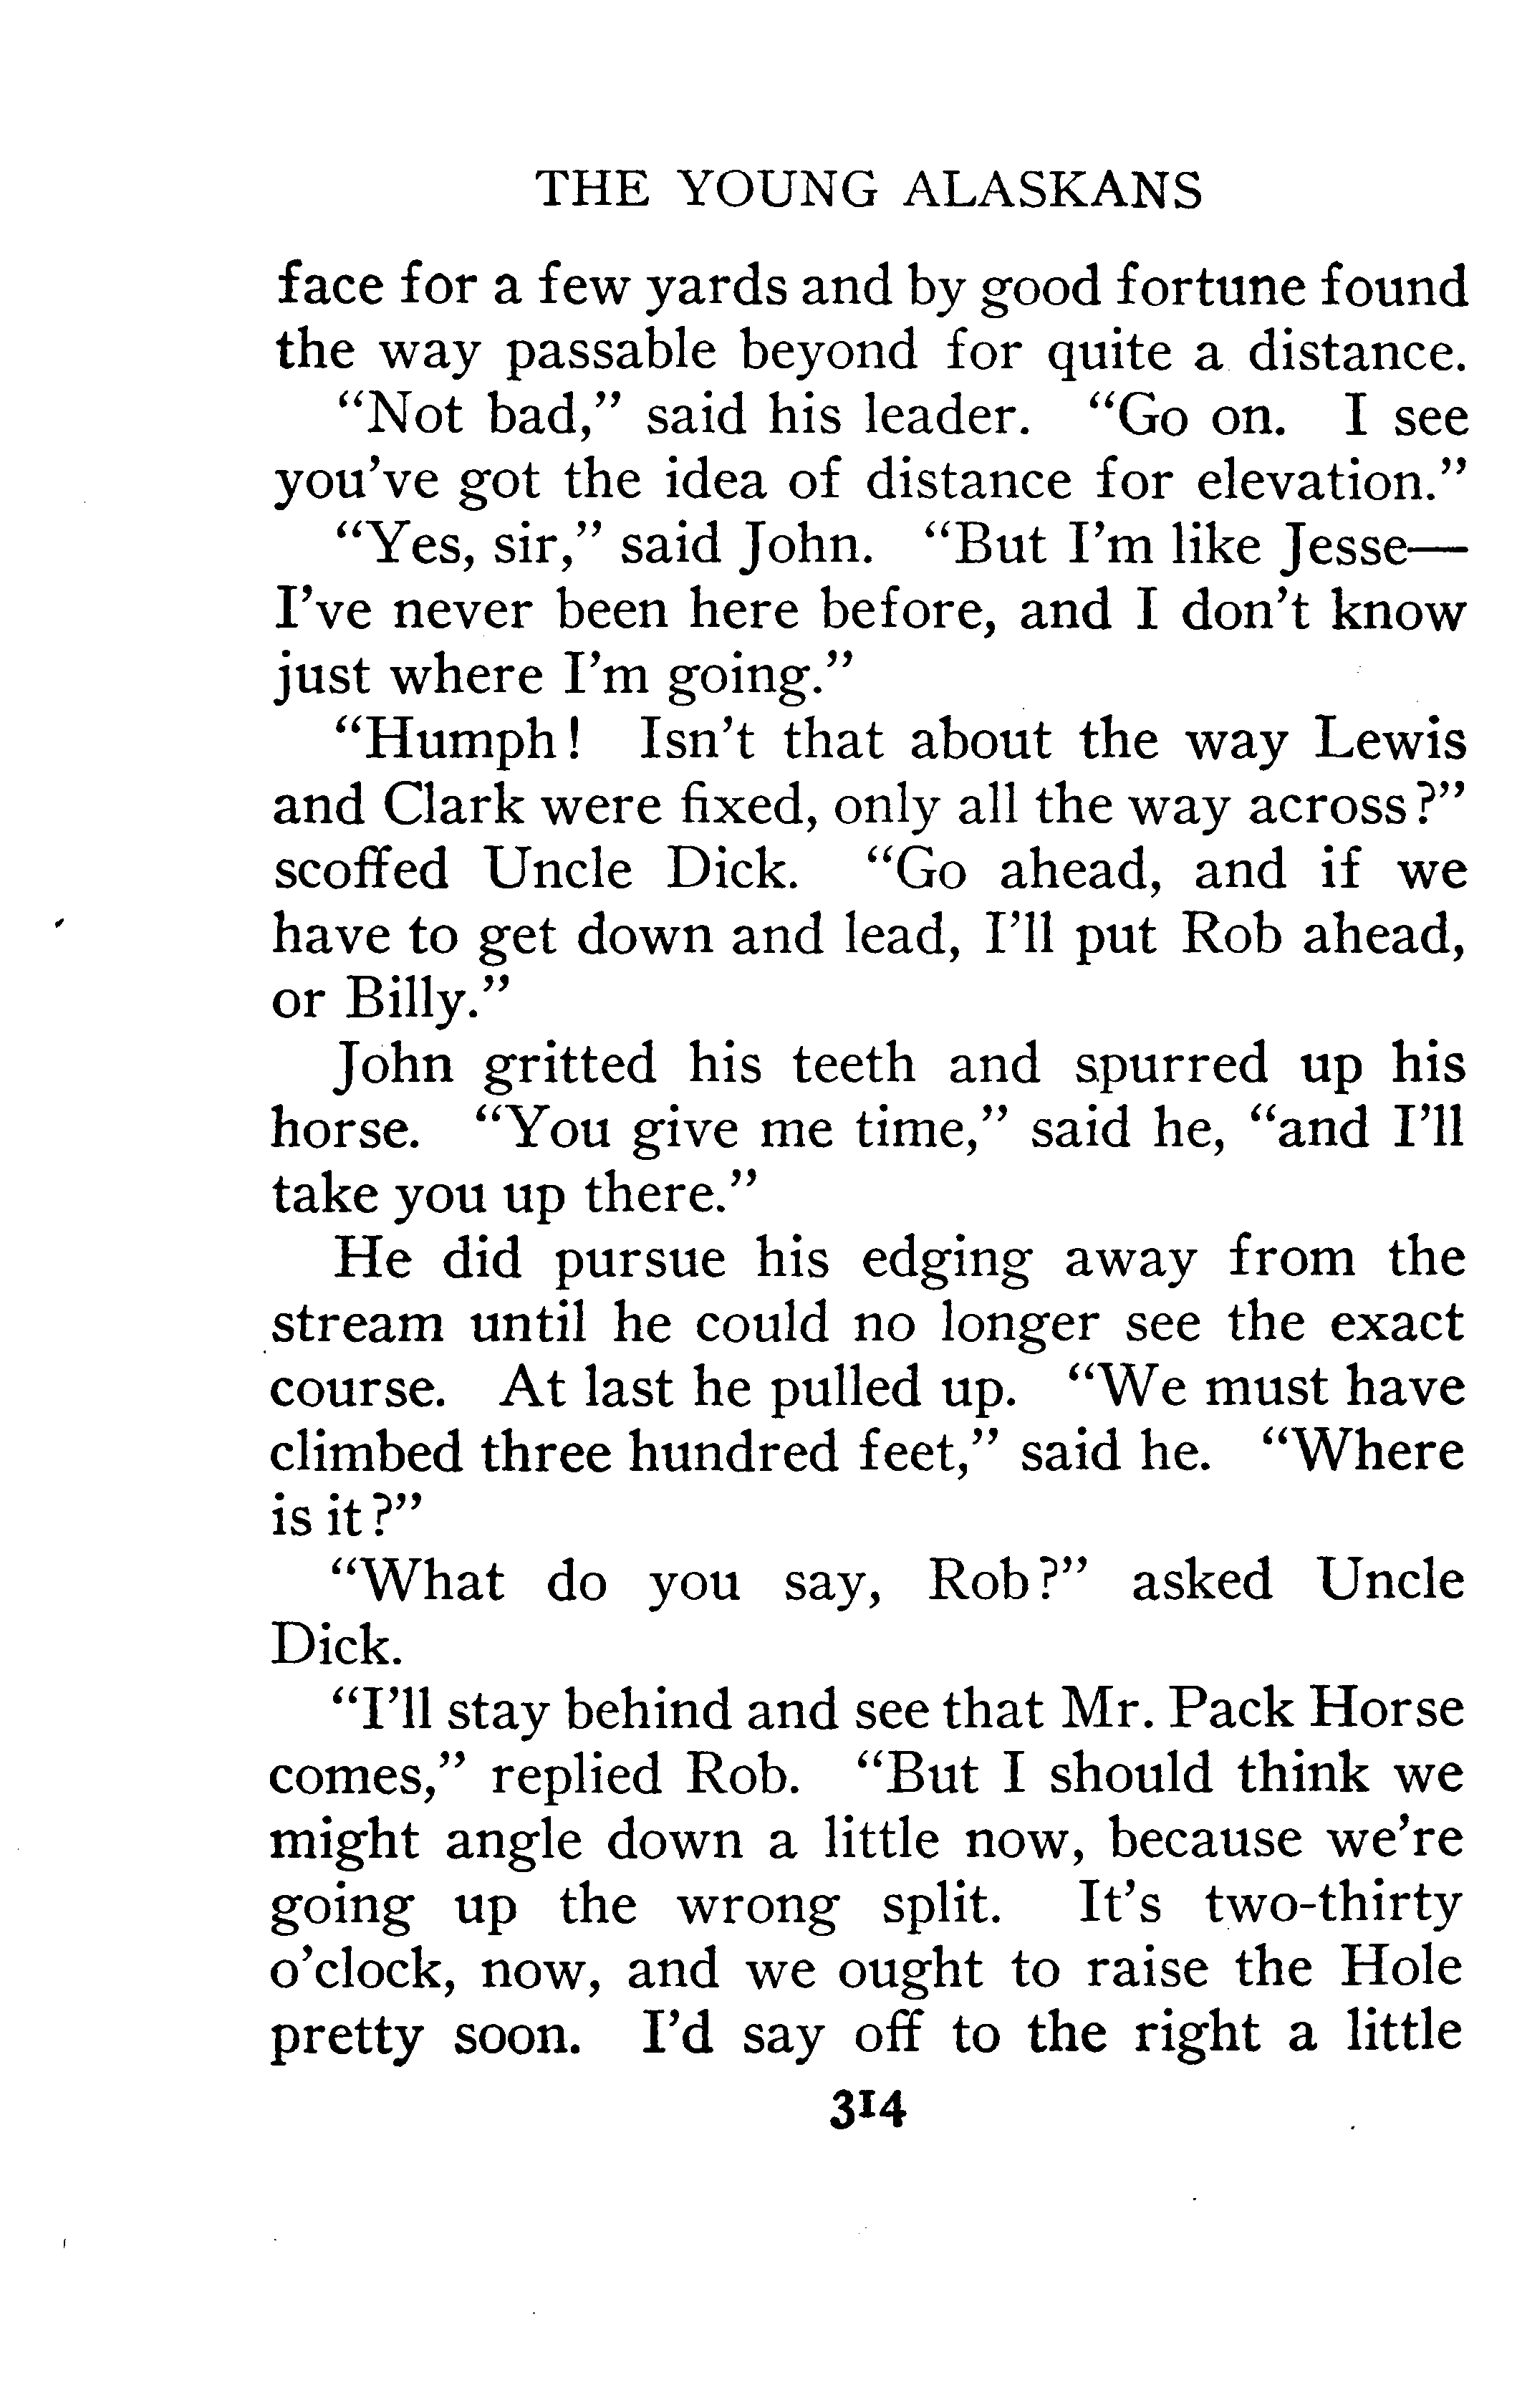 THE YOUNG ALASKANS
face for a few yards and by good fortune found
the way passable beyond for quite a distance.
“Not bad,” said his leader. “Go on. I see
you’ve got the idea of distance for elevation.”
“Yes, sir,” said John. “But I’m like Jesse—
I’ve never been here before, and I don’t know
just where I’m going.”
“Humph! Isn’t that about the way Lewis
and Clark were fixed, only all the way across?”
scoffed Uncle Dick. “Go ahead, and if we
have to get down and lead, I’ll put Rob ahead,
or Billy.”
John gritted his teeth and spurred up his
horse. “You give me time,” said he, “and I’ll
take you up there.”
He did pursue his edging away from the
stream until he could no longer see the exact
course. At last he pulled up. “We must have
climbed three hundred feet,” said he. “Where
is it?”
“What do you say, Rob?” asked Uncle
Dick.
“I’ll stay behind and see that Mr. Pack Horse
comes,” replied Rob. “But I should think we
might angle down a little now, because we’re
going up the wrong split. It’s two-thirty
o’clock, now, and we ought to raise the Hole
pretty soon. I’d say off to the right a little
314